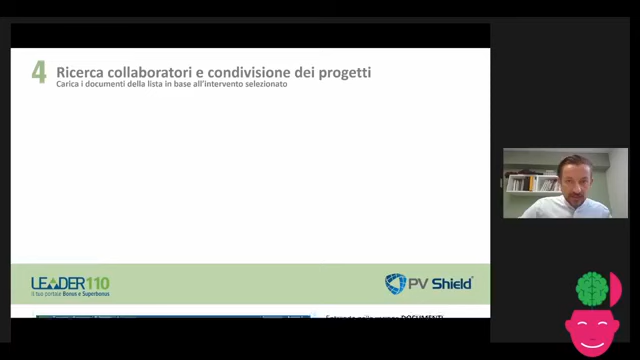 4 Ricerca collaboratori e condivisione dei progetti
Carica i documenti della lista in base all'intervento selezionato
LEADER110
il tuo portale Bonus e Superbonus
PV Shield
DOCUMENTI